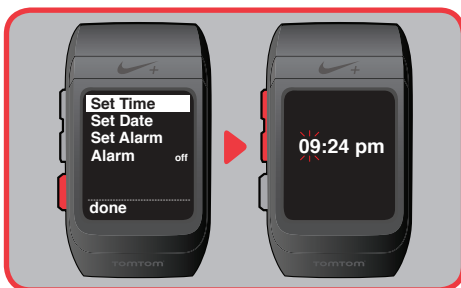 Set Time
Set Date
Set Alarm
Alarm off
done
TOMTOM
09:24 pm
TOMTOM